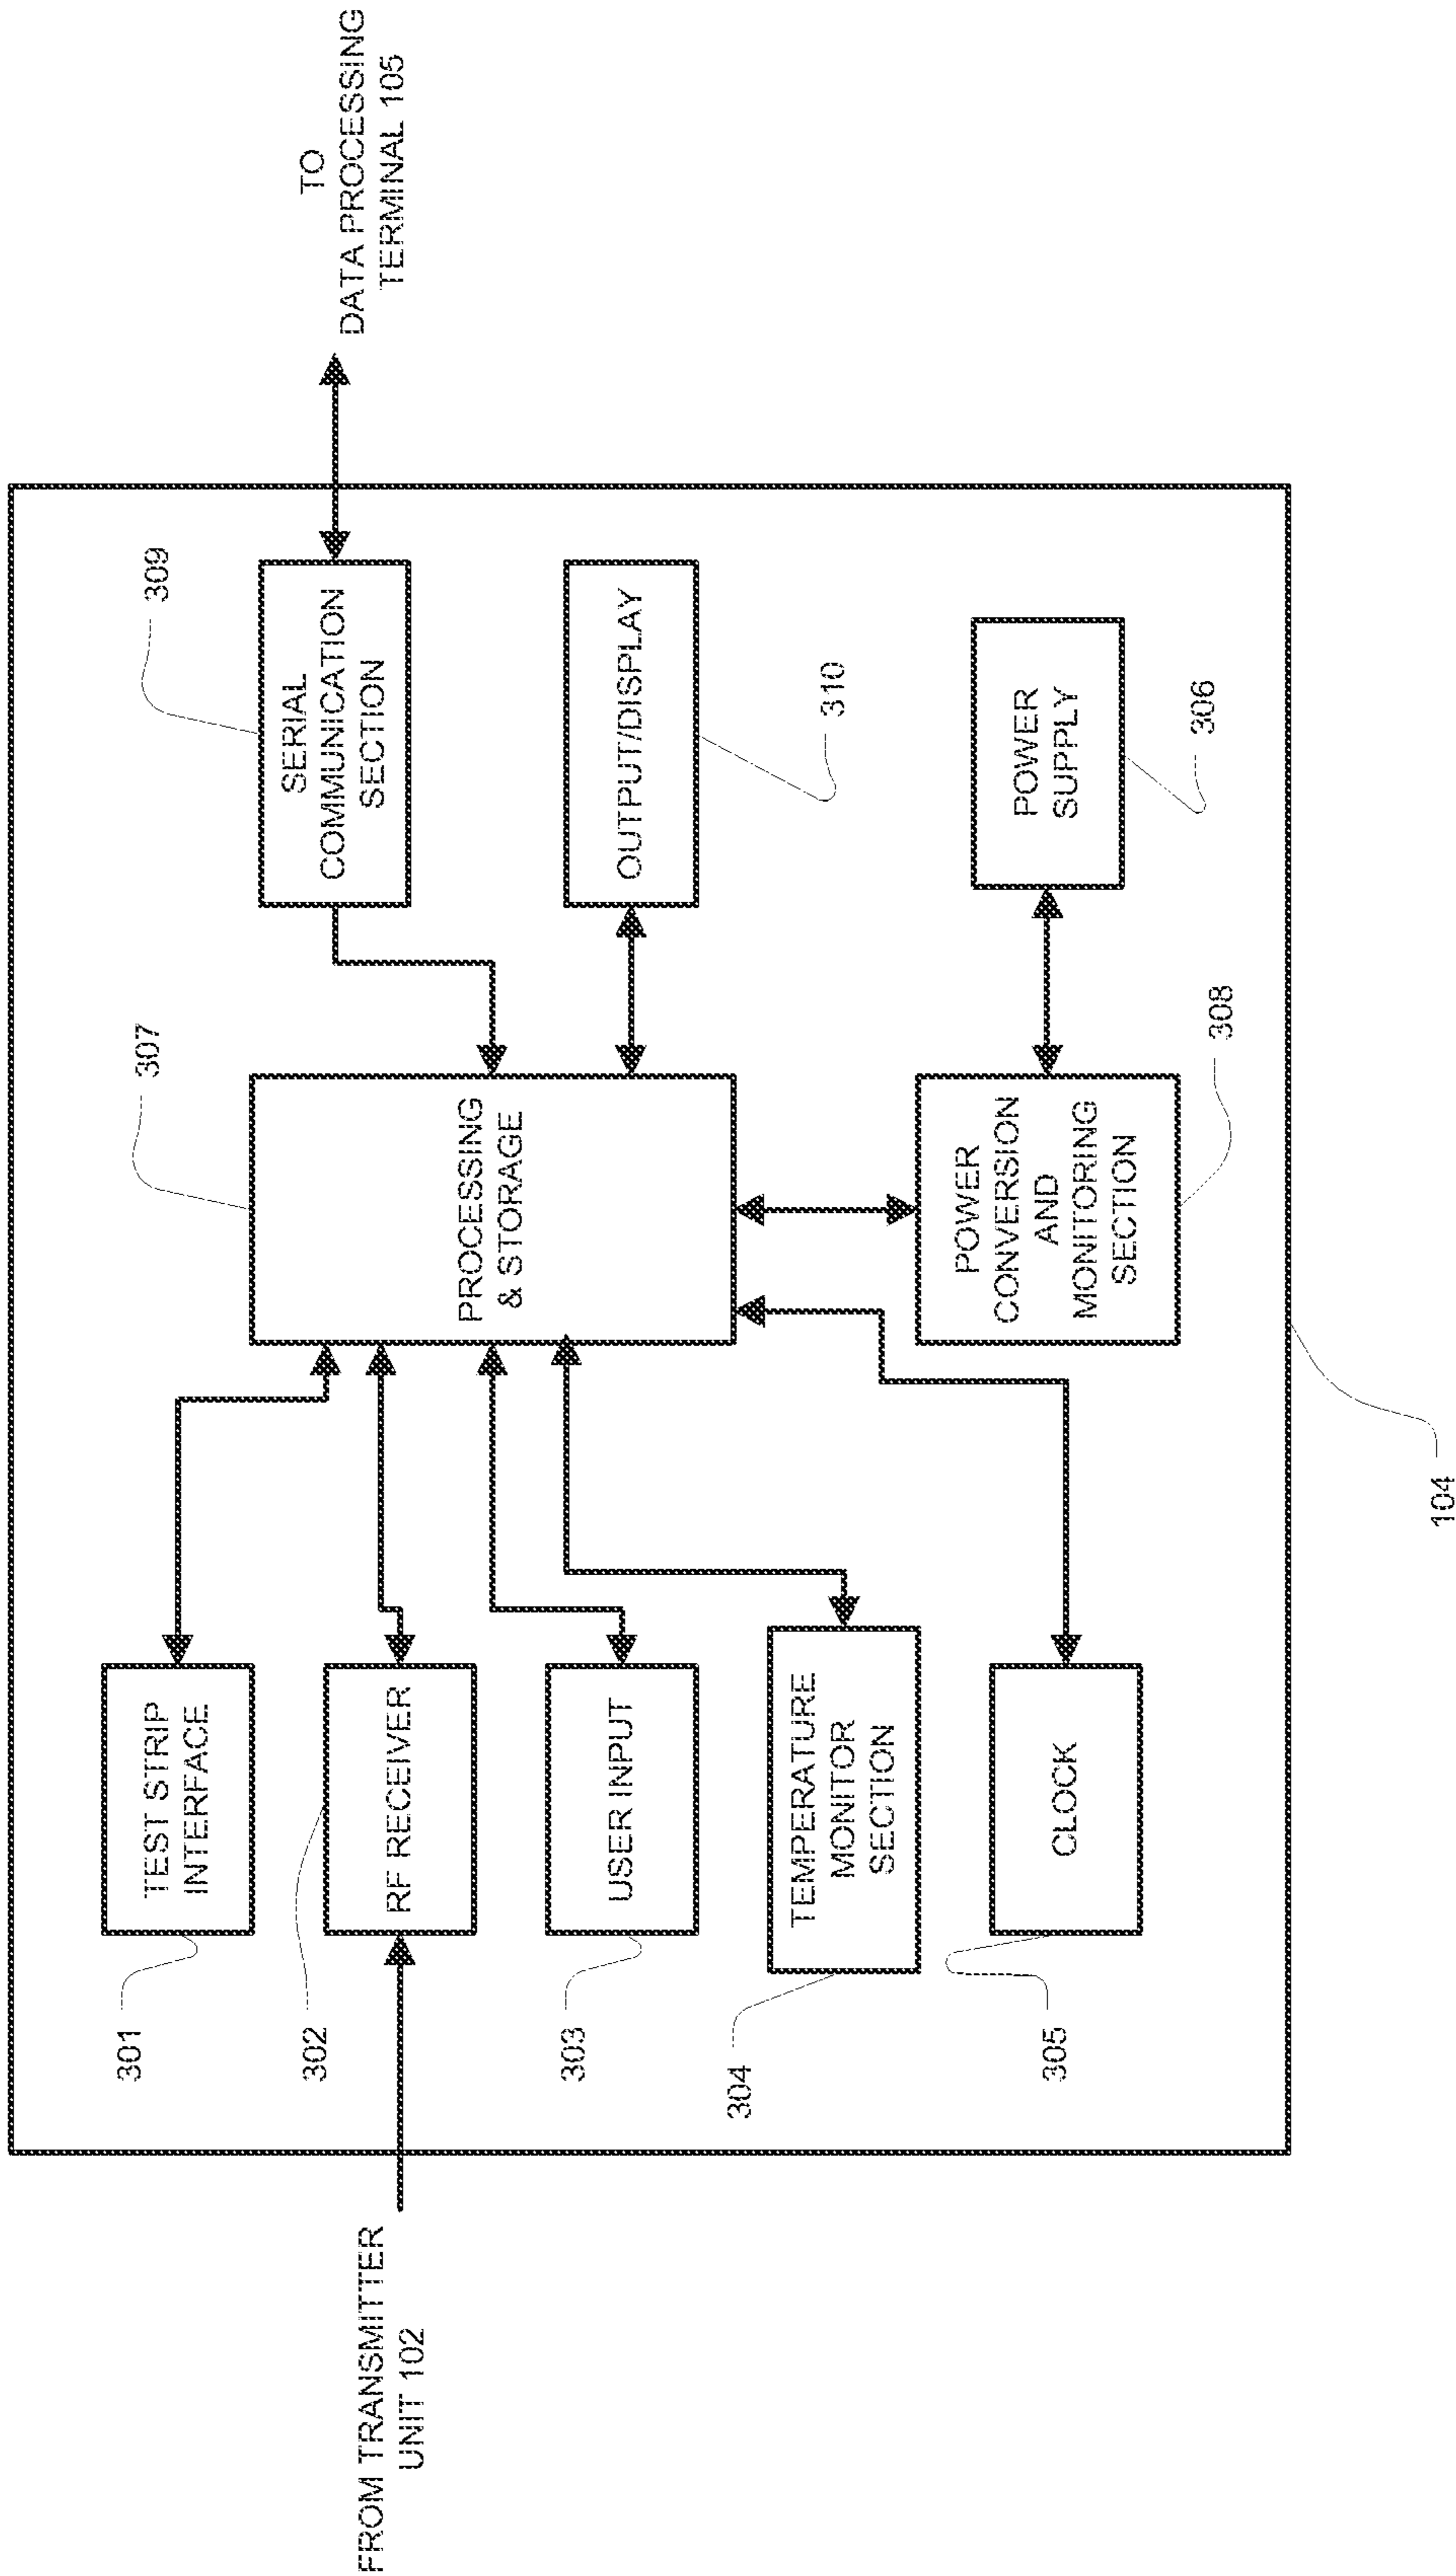 FROM TRANSMITTER
UNIT 102
301
TEST STRIP
INTERFACE
302
RF RECEIVER
303
USER INPUT
304
TEMPERATURE
MONITOR
SECTION
305
CLOCK
307
PROCESSING
& STORAGE
308
POWER
CONVERSION
AND
MONITORING
SECTION
309
SERIAL
COMMUNICATION
SECTION
310
OUTPUT/DISPLAY
306
POWER
SUPPLY
TO
DATA PROCESSING
TERMINAL 105
104